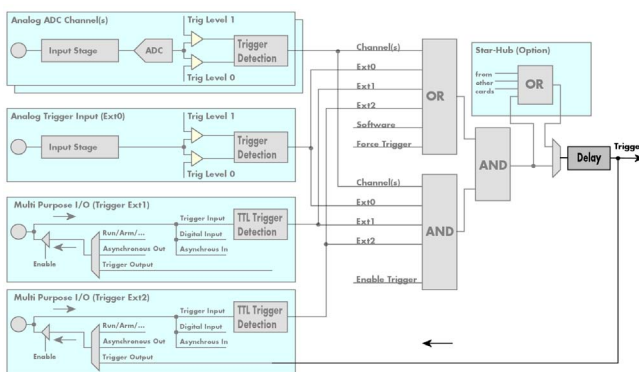 Analog ADC Channel(s)
Trig Level 1
Input Stage
ADC
Trigger
Detection
Trig Level 0
Analog Trigger Input (Ext0)
Trig Level 1
Input Stage
Trigger
Detection
Trig Level 0
Multi Purpose I/O (Trigger Ext1)
Trigger Input
TTL Trigger
Detection
Run/Arm/...
Digital Input
Asynchronous Out
Asynchrous In
Enable
Trigger Output
Multi Purpose I/O (Trigger Ext2)
Trigger Input
TTL Trigger
Detection
Run/Arm/...
Digital Input
Asynchronous Out
Asynchrous In
Enable
Trigger Output
Channel(s)
Ext0
Ext1
Ext2
Software
Force Trigger
OR
Channel(s)
Ext0
Ext1
Ext2
Enable Trigger
AND
AND
Star-Hub (Option)
from
other
cards
OR
Delay
Trigge